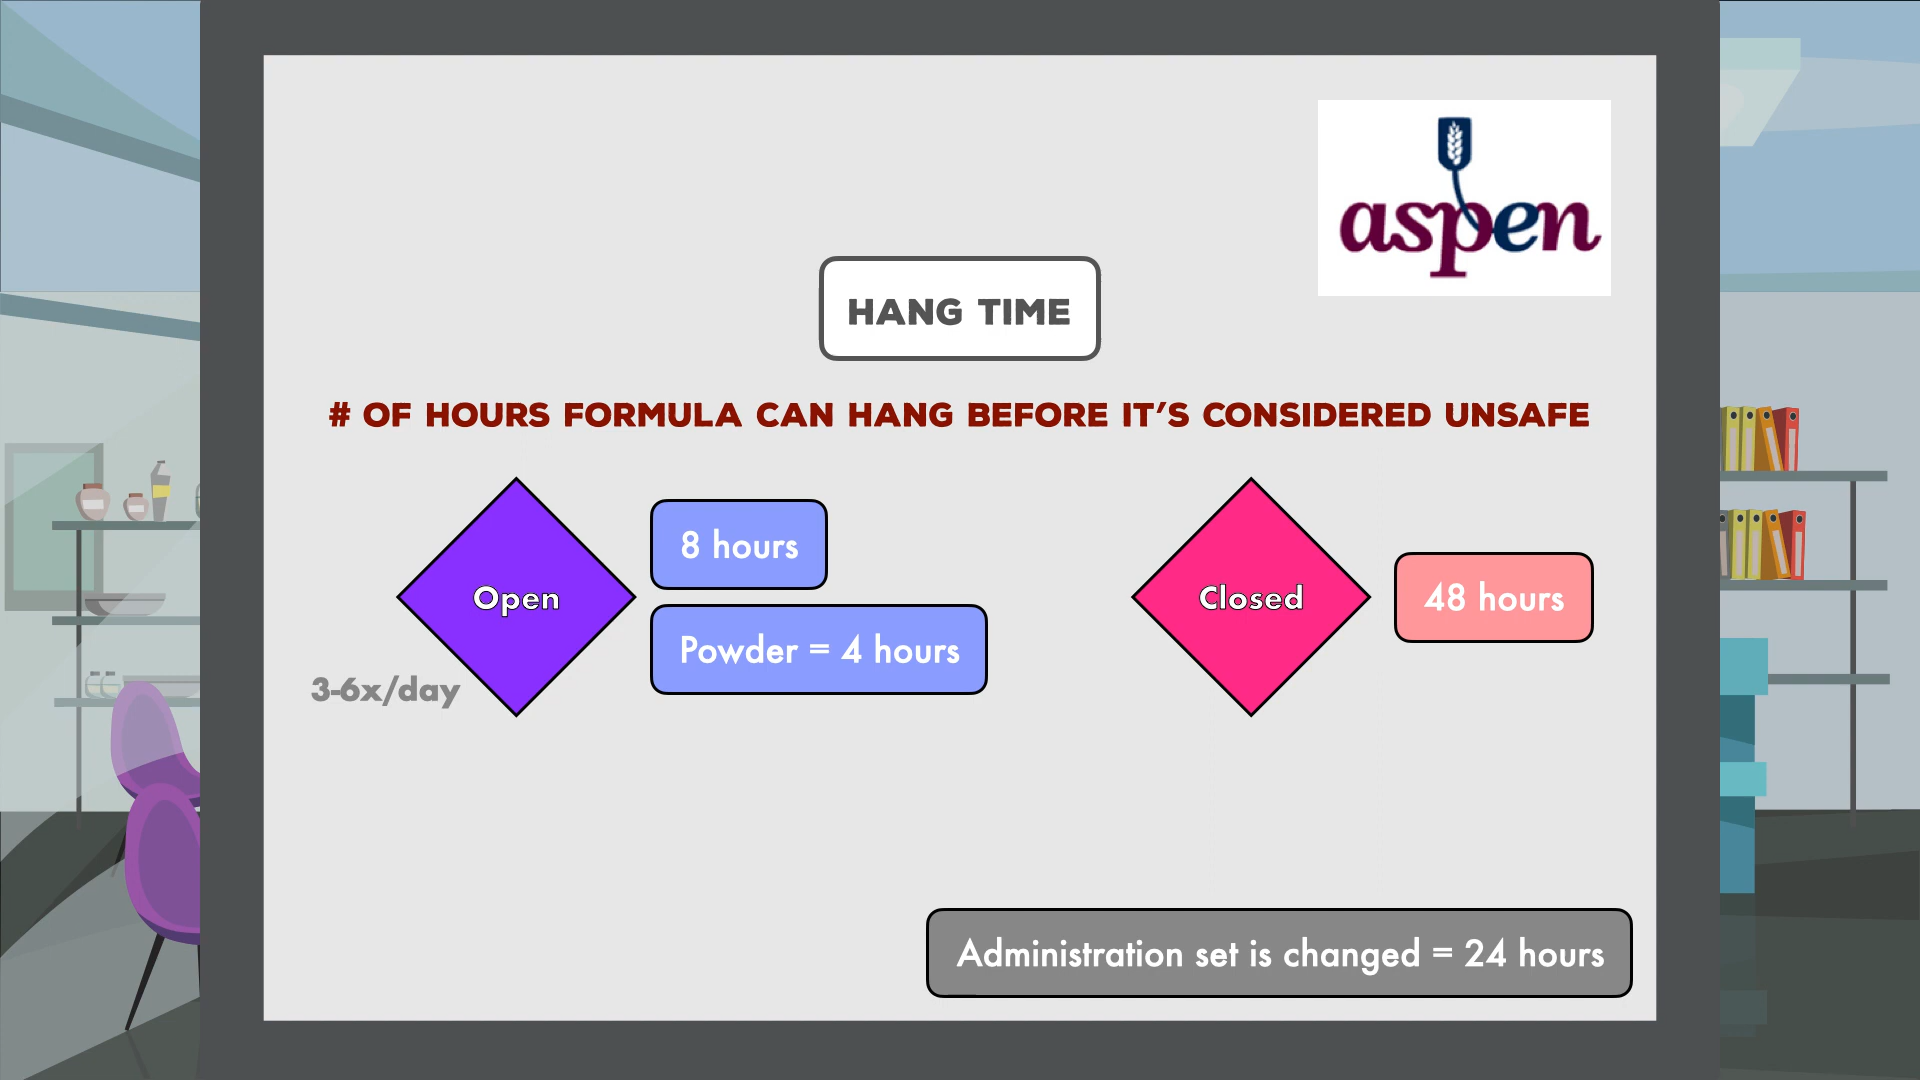 aspen
HANG TIME
# OF HOURS FORMULA CAN HANG BEFORE IT'S CONSIDERED UNSAFE
Open
8 hours
Powder = 4 hours
3-6x/day
Closed
48 hours
Administration set is changed = 24 hours